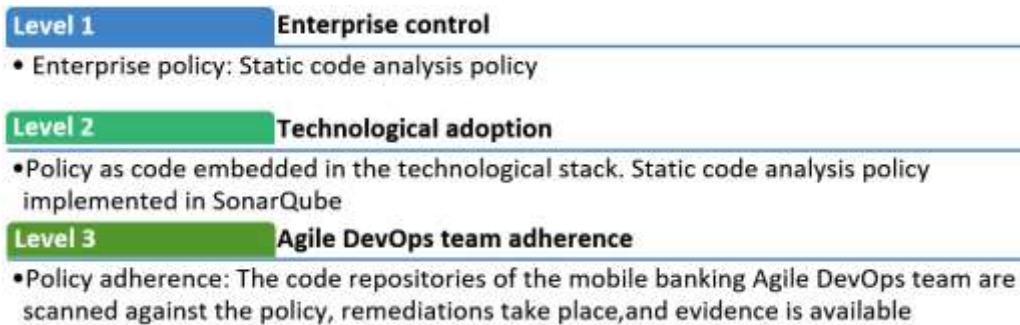 Level 1 Enterprise control
• Enterprise policy: Static code analysis policy
Level 2 Technological adoption
•Policy as code embedded in the technological stack. Static code analysis policy
implemented in SonarQube
Level 3 Agile DevOps team adherence
•Policy adherence: The code repositories of the mobile banking Agile DevOps team are
scanned against the policy, remediations take place,and evidence is available